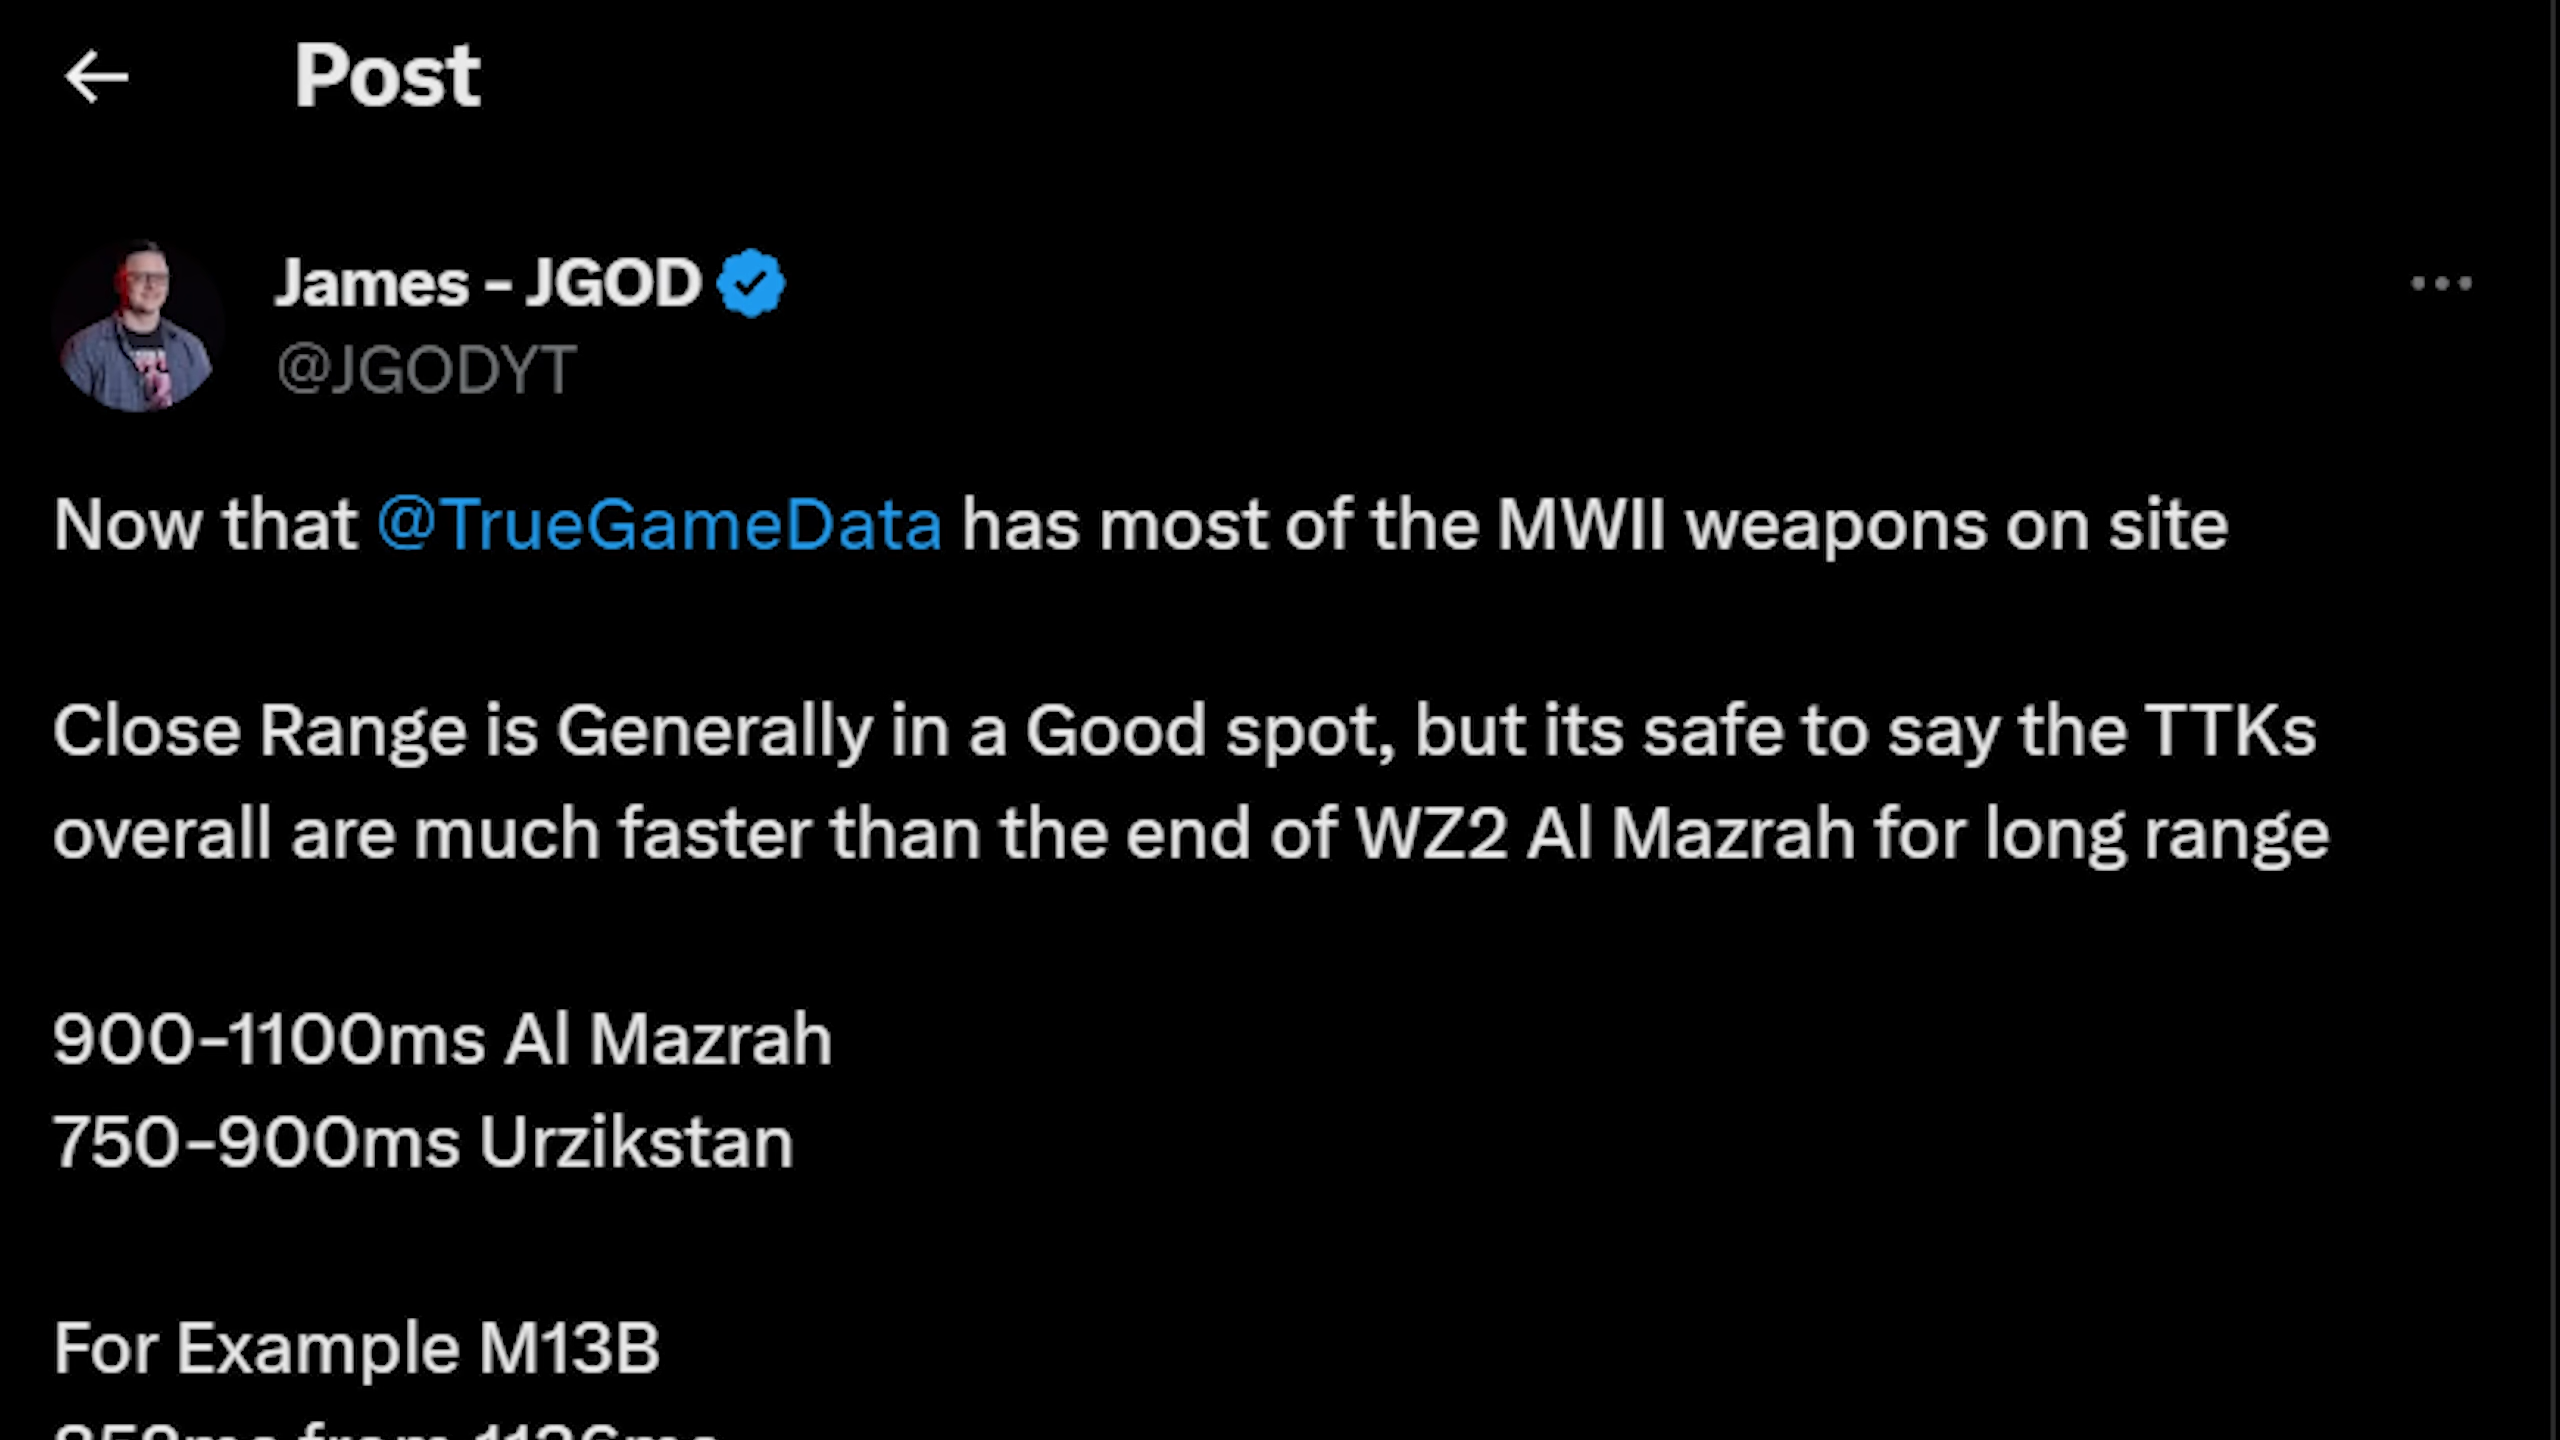 Post
James - JGOD
@JGODYT
Now that @TrueGameData has most of the MWII weapons on site
Close Range is Generally in a Good spot, but its safe to say the TTKs
overall are much faster than the end of WZ2 Al Mazrah for long range
900-1100ms Al Mazrah
750-900ms Urzikstan
For Example M13B
from